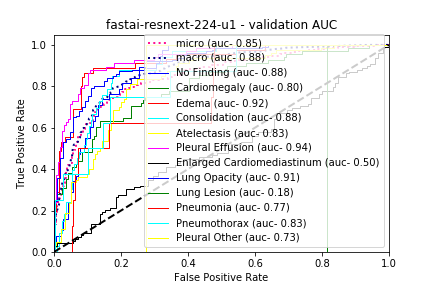 fastai-resnext-224-u1 - validation AUC
True Positive Rate
1.0
0.8
0.6
0.4
0.2
0.0
micro (auc- 0.85)
macro (auc- 0.88)
No Finding (auc- 0.88)
Cardiomegaly (auc- 0.80)
Edema (auc- 0.92)
Consolidation (auc- 0.88)
Atelectasis (auc- 0.83)
Pleural Effusion (auc- 0.94)
Enlarged Cardiomediastinum (auc- 0.50)
Lung Opacity (auc- 0.91)
Lung Lesion (auc- 0.18)
Pneumonia (auc- 0.77)
Pneumothorax (auc- 0.83)
Pleural Other (auc- 0.73)
0.0 0.2 0.4 0.6 0.8 1.0
False Positive Rate